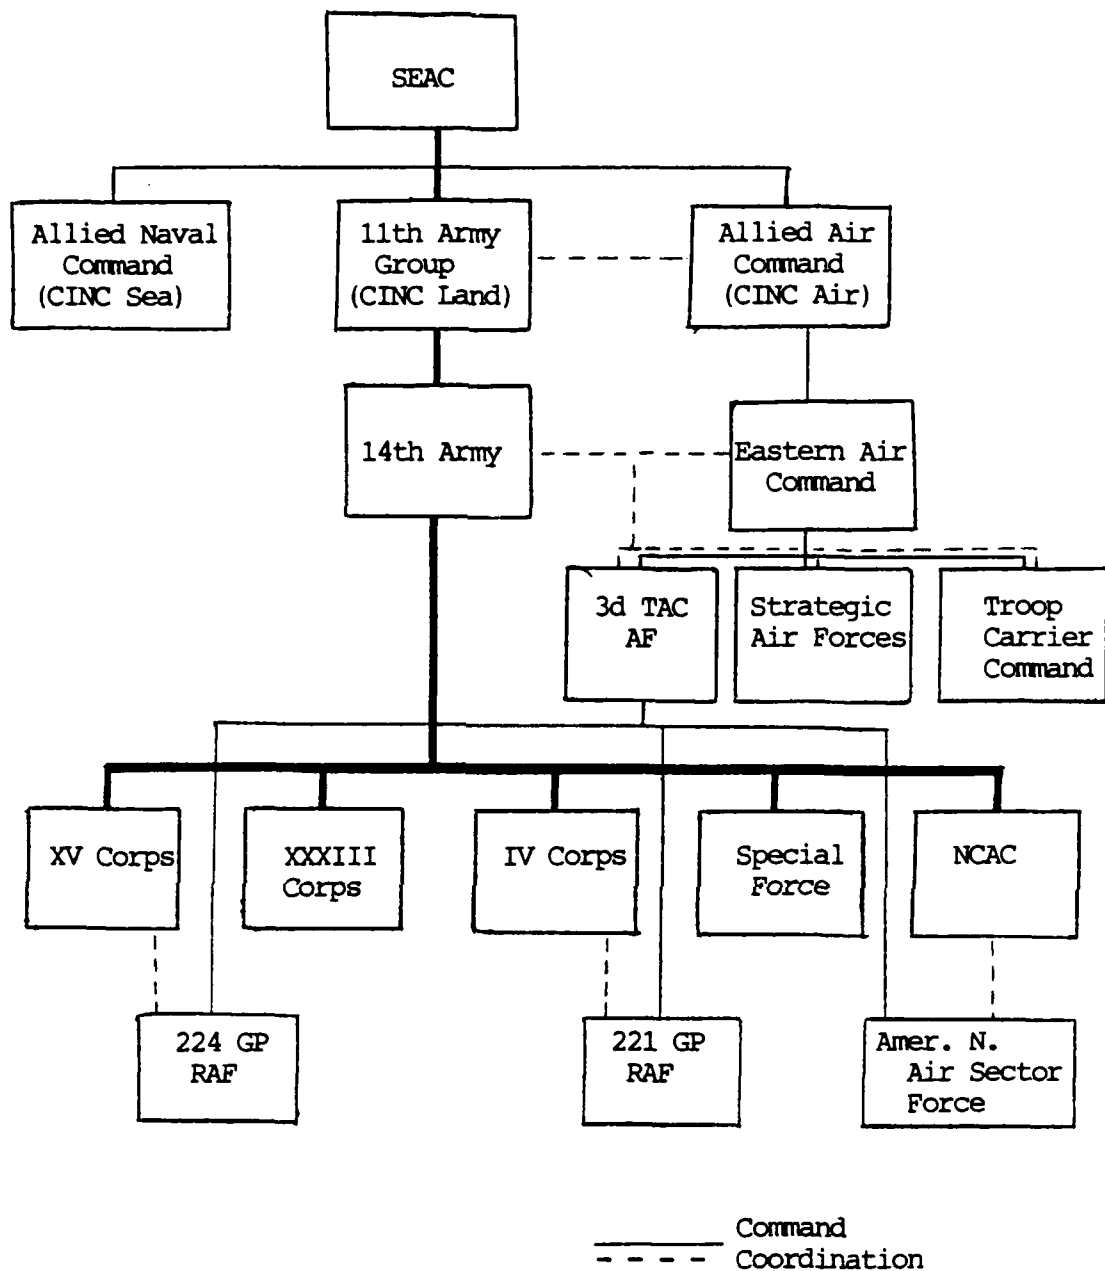 SEAC
Allied Naval
Command
(CINC Sea)
11th Army
Group
(CINC Land)
Allied Air
Command
(CINC Air)
14th Army
Eastern Air
Command
3d TAC
AF
Strategic
Air Forces
Troop
Carrier
Command
XV Corps
XXXIII
Corps
IV Corps
Special
Force
NCAC
224 GP
RAF
221 GP
RAF
Amer. N.
Air Sector
Force
Command
Coordination